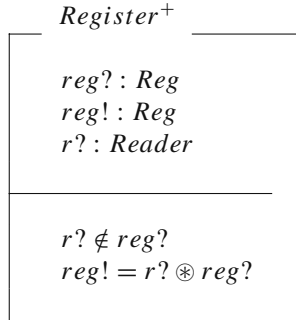 Register⁺
reg? : Reg
reg! : Reg
r? : Reader
r? ∉ reg?
reg! = r? ⊛ reg?